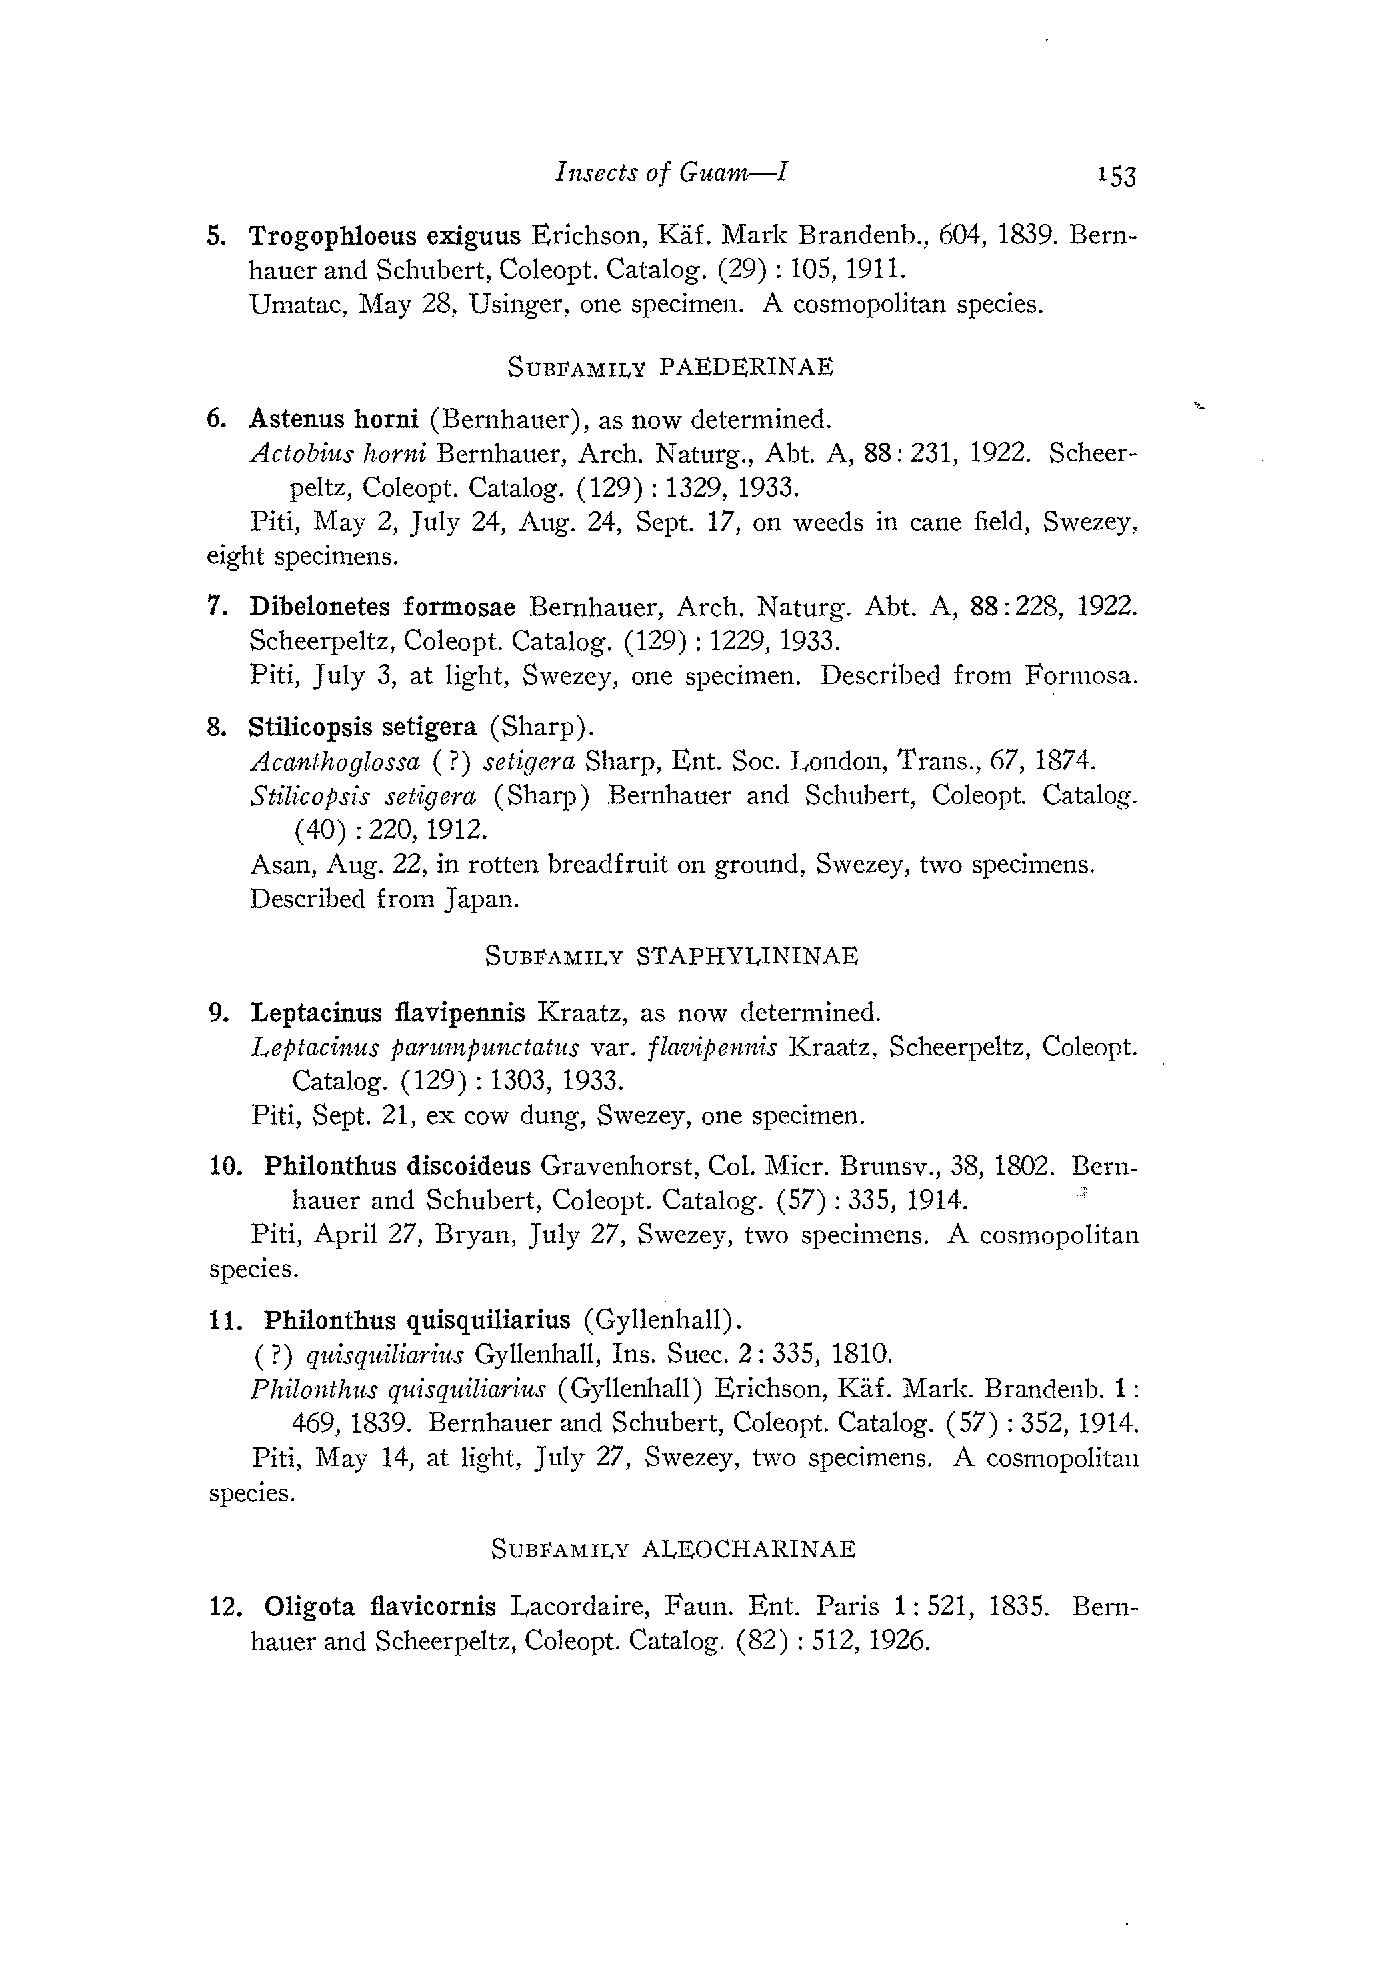 Insects of Guam—I 153
5. Trogophloeus exiguus Erichson, Käf. Mark Brandenb., 604, 1839. Bern-
hauer and Schubert, Coleopt. Catalog. (29) : 105, 1911.
Umatac, May 28, Usinger, one specimen. A cosmopolitan species.
SUBFAMILY PAEDERINAE
6. Astenus horni (Bernhauer), as now determined.
Actobius horni Bernhauer, Arch. Naturg., Abt. A, 88: 231, 1922. Scheer-
peltz, Coleopt. Catalog. (129) : 1329, 1933.
Piti, May 2, July 24, Aug. 24, Sept. 17, on weeds in cane field, Swezey,
eight specimens.
7. Dibelonetes formosae Bernhauer, Arch. Naturg. Abt. A, 88:228, 1922.
Scheerpeltz, Coleopt. Catalog. (129) : 1229, 1933.
Piti, July 3, at light, Swezey, one specimen. Described from Formosa.
8. Stilicopsis setigera (Sharp).
Acanthoglossa (?) setigera Sharp, Ent. Soc. London, Trans., 67, 1874.
Stilicopsis setigera (Sharp) Bernhauer and Schubert, Coleopt. Catalog.
(40) : 220, 1912.
Asan, Aug. 22, in rotten breadfruit on ground, Swezey, two specimens.
Described from Japan.
SUBFAMILY STAPHYLININAE
9. Leptacinus flavipennis Kraatz, as now determined.
Leptacinus parumpunctatus var. flavipennis Kraatz, Scheerpeltz, Coleopt.
Catalog. (129) : 1303, 1933.
Piti, Sept. 21, ex cow dung, Swezey, one specimen.
10. Philonthus discoideus Gravenhorst, Col. Micr. Brunsv., 38, 1802. Bern-
hauer and Schubert, Coleopt. Catalog. (57) : 335, 1914.
Piti, April 27, Bryan, July 27, Swezey, two specimens. A cosmopolitan
species.
11. Philonthus quisquiliarius (Gyllenhall).
(?) quisquiliarius Gyllenhall, Ins. Suec. 2: 335, 1810.
Philonthus quisquiliarius (Gyllenhall) Erichson, Käf. Mark. Brandenb. 1:
469, 1839. Bernhauer and Schubert, Coleopt. Catalog. (57) : 352, 1914.
Piti, May 14, at light, July 27, Swezey, two specimens. A cosmopolitan
species.
SUBFAMILY ALEOCHARINAE
12. Oligota flavicornis Lacordaire, Faun. Ent. Paris 1: 521, 1835. Bern-
hauer and Scheerpeltz, Coleopt. Catalog. (82) : 512, 1926.